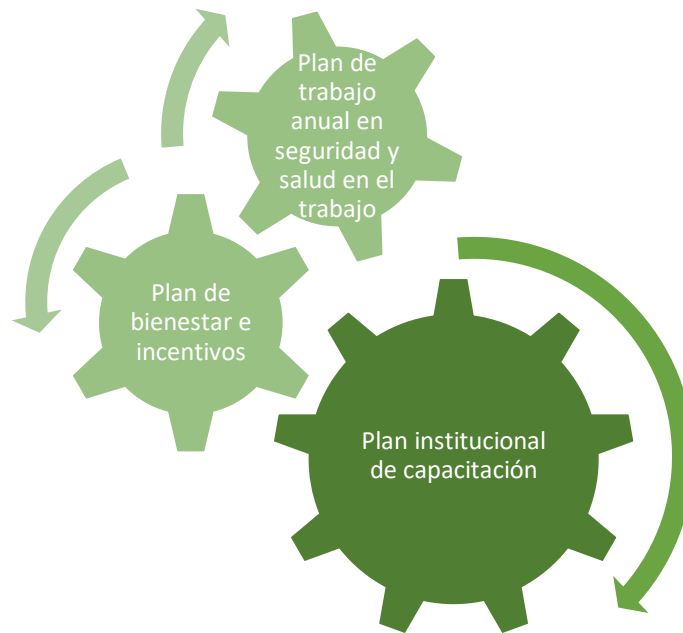 Plan de
trabajo
anual en
seguridad y
salud en el
trabajo
Plan de
bienestar e
incentivos
Plan institucional
de capacitación